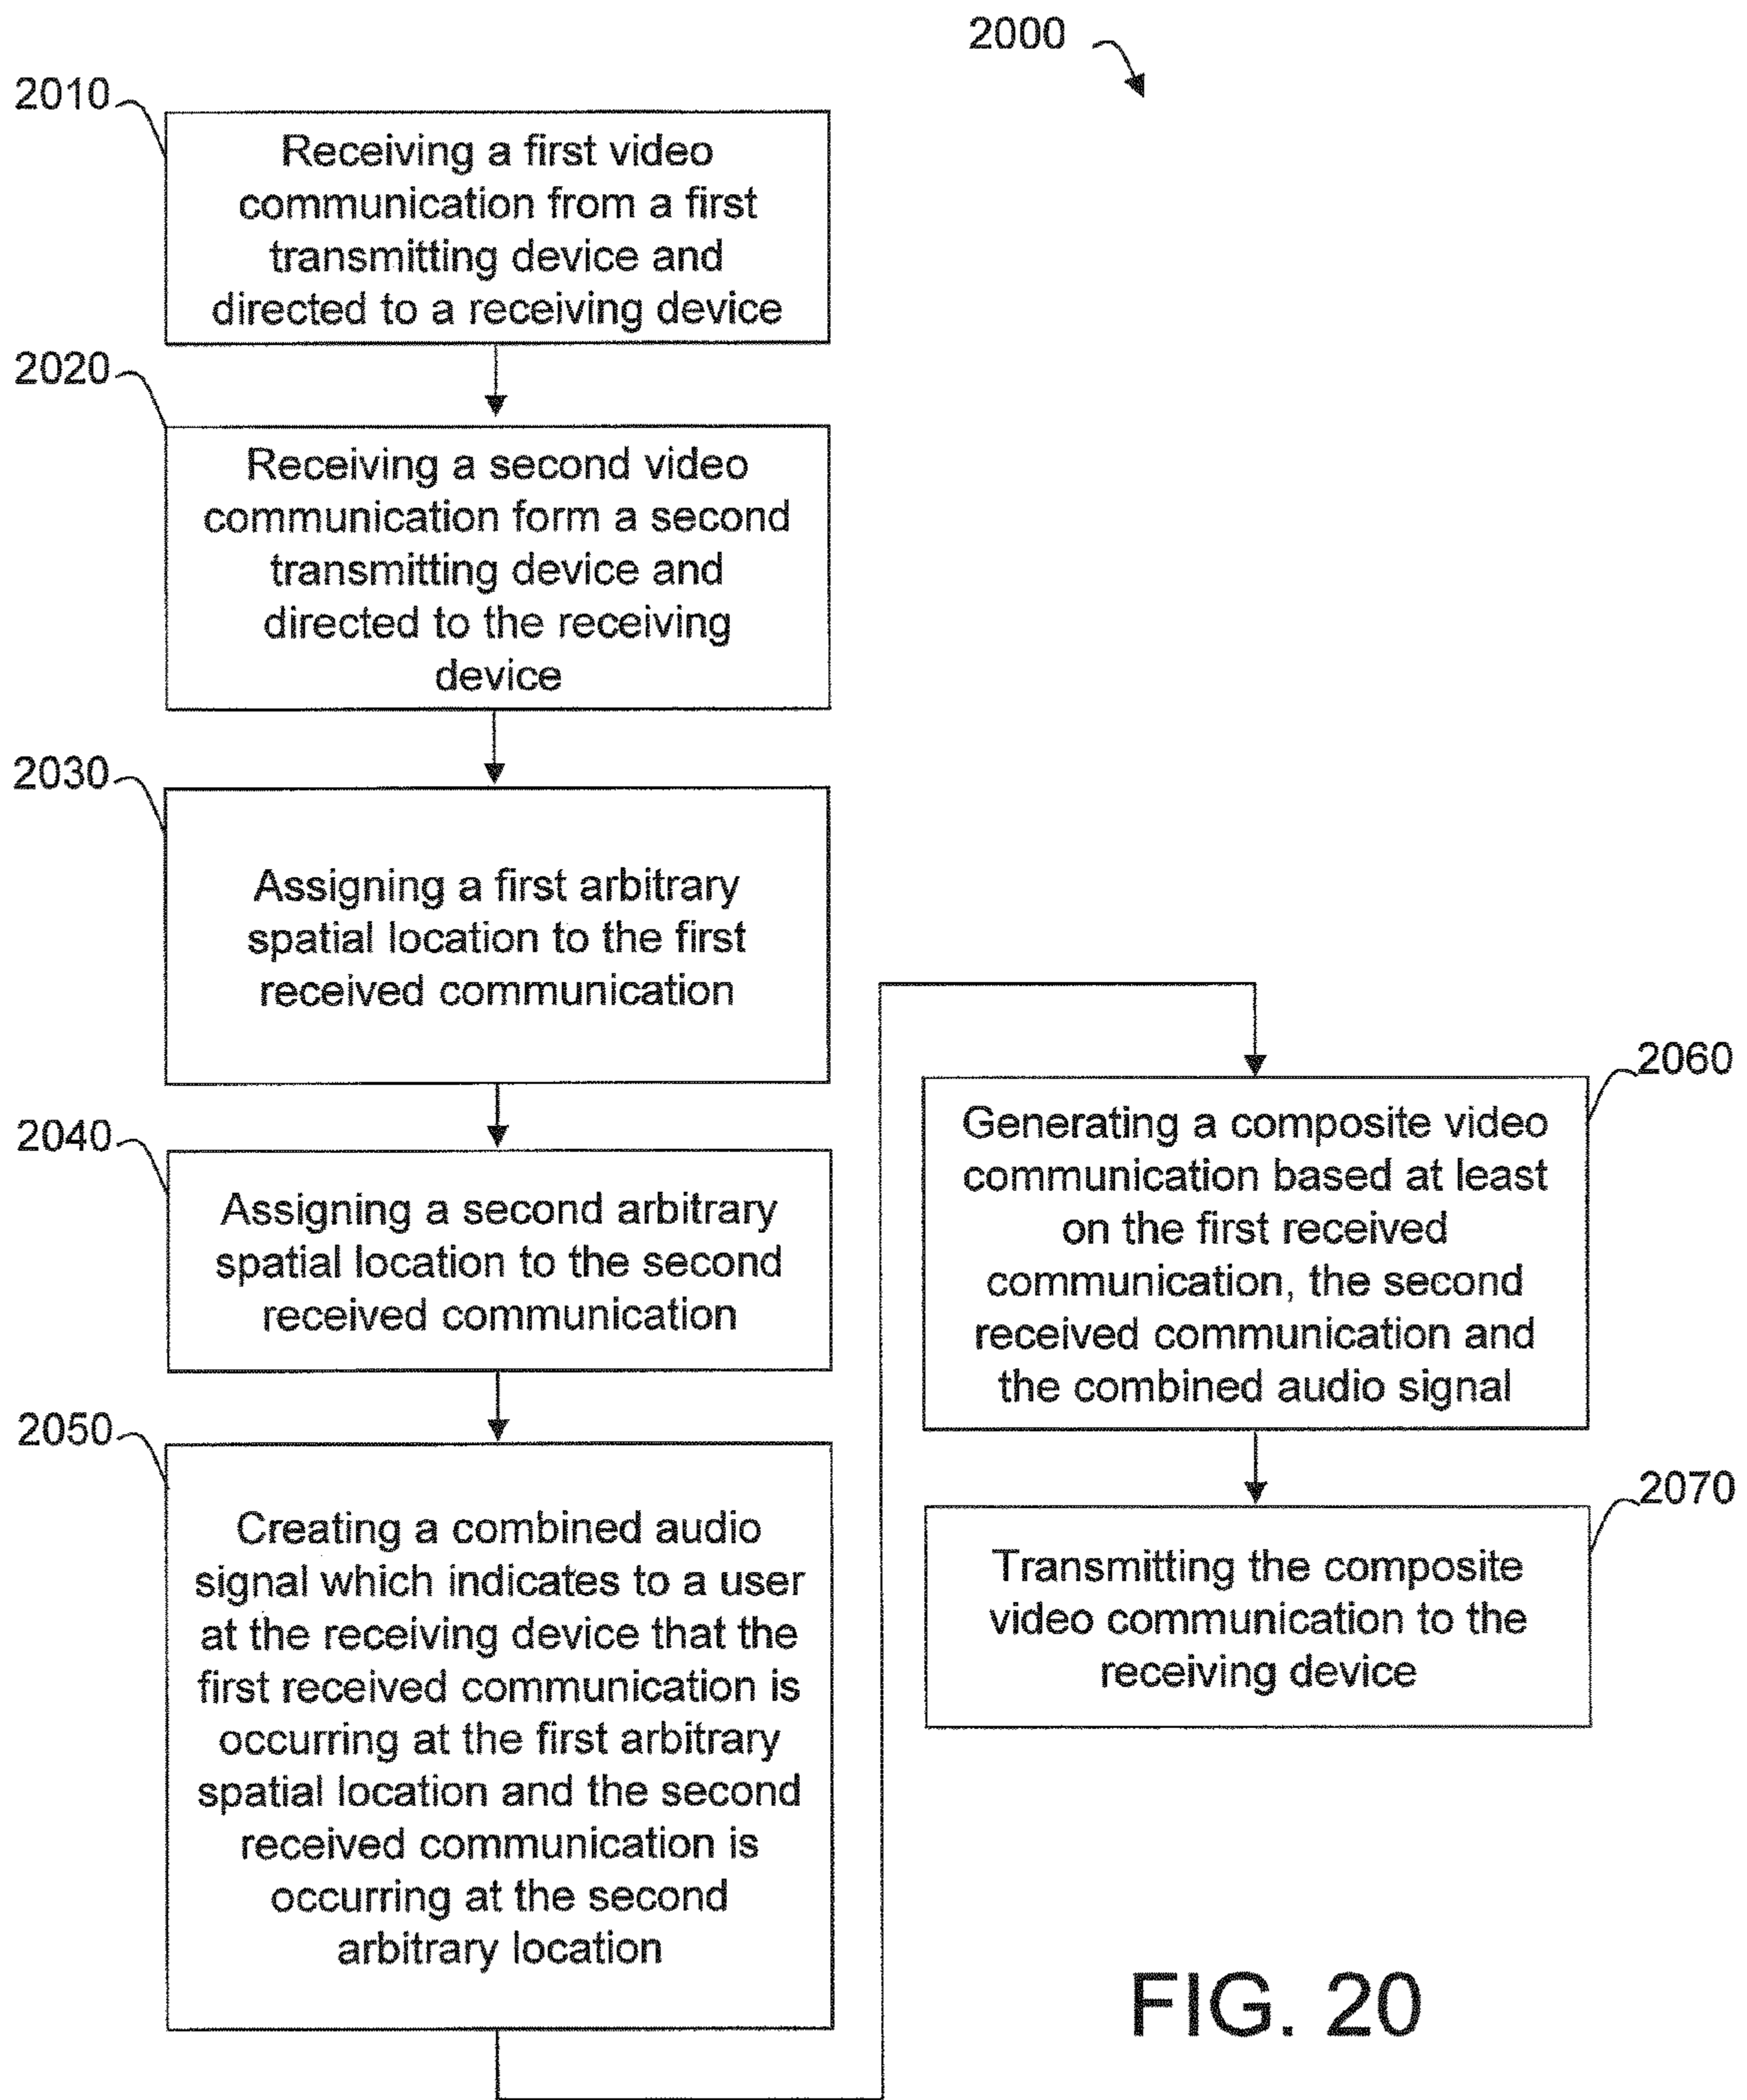 2000
2010
Receiving a first video
communication from a first
transmitting device and
directed to a receiving device
2020
Receiving a second video
communication form a second
transmitting device and
directed to the receiving
device
2030
Assigning a first arbitrary
spatial location to the first
received communication
2040
Assigning a second arbitrary
spatial location to the second
received communication
2050
Creating a combined audio
signal which indicates to a user
at the receiving device that the
first received communication is
occurring at the first arbitrary
spatial location and the second
received communication is
occurring at the second
arbitrary location
2060
Generating a composite video
communication based at least
on the first received
communication, the second
received communication and
the combined audio signal
2070
Transmitting the composite
video communication to the
receiving device
FIG. 20